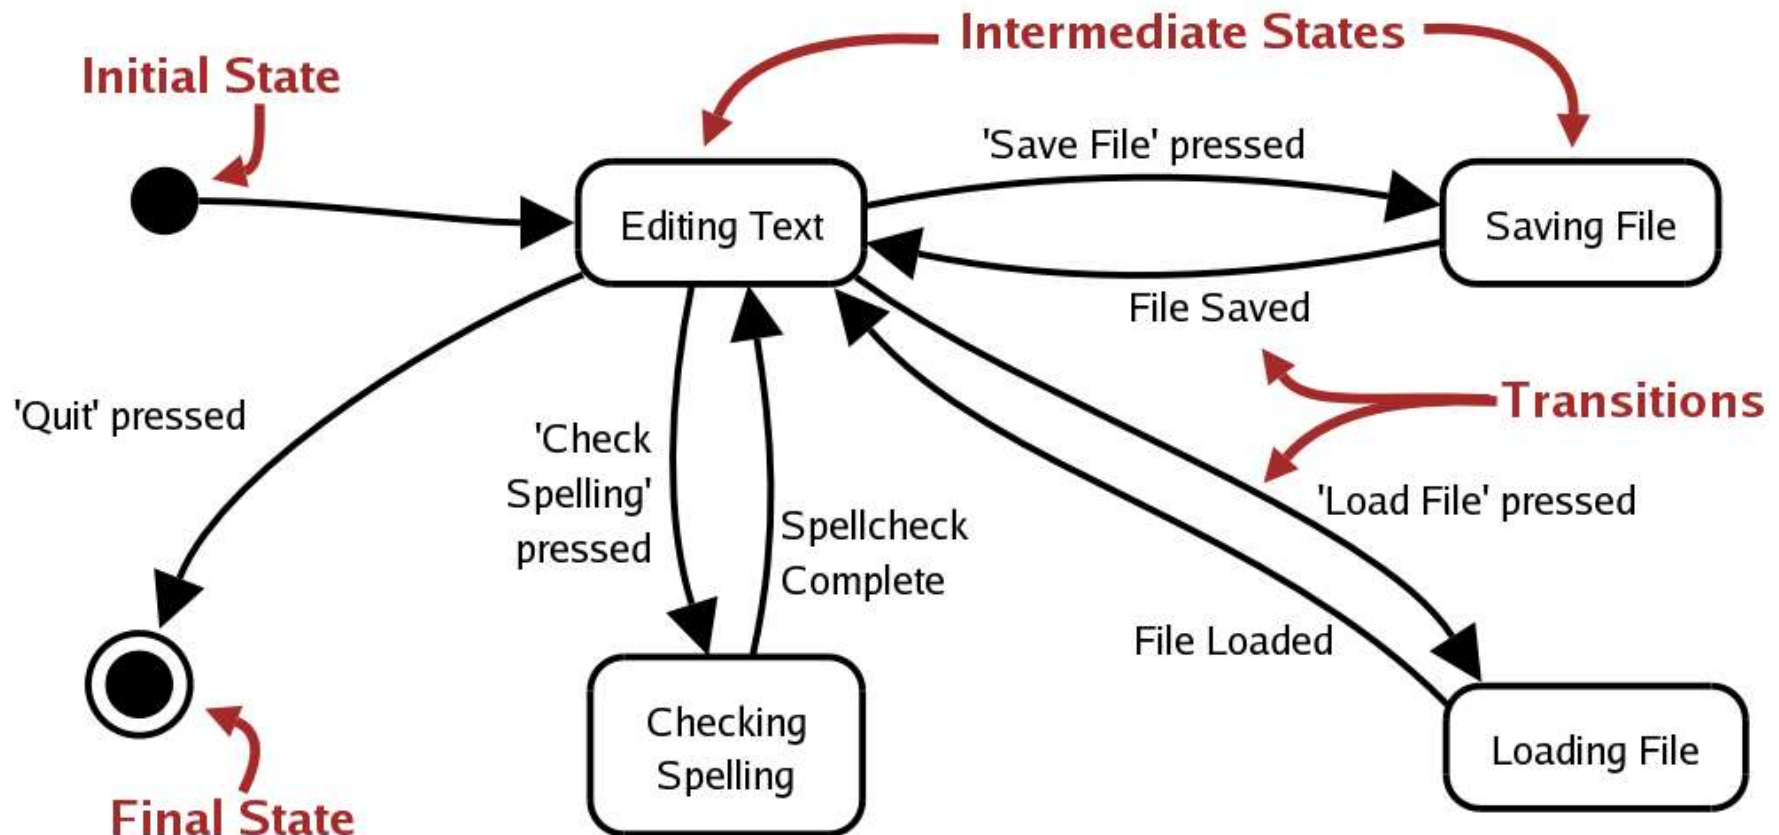 Intermediate States
Initial State
'Save File' pressed
Editing Text
Saving File
File Saved
Transitions
'Quit' pressed
'Check
Spelling'
pressed
'Load File' pressed
Spellcheck
Complete
File Loaded
Checking
Spelling
Loading File
Final State